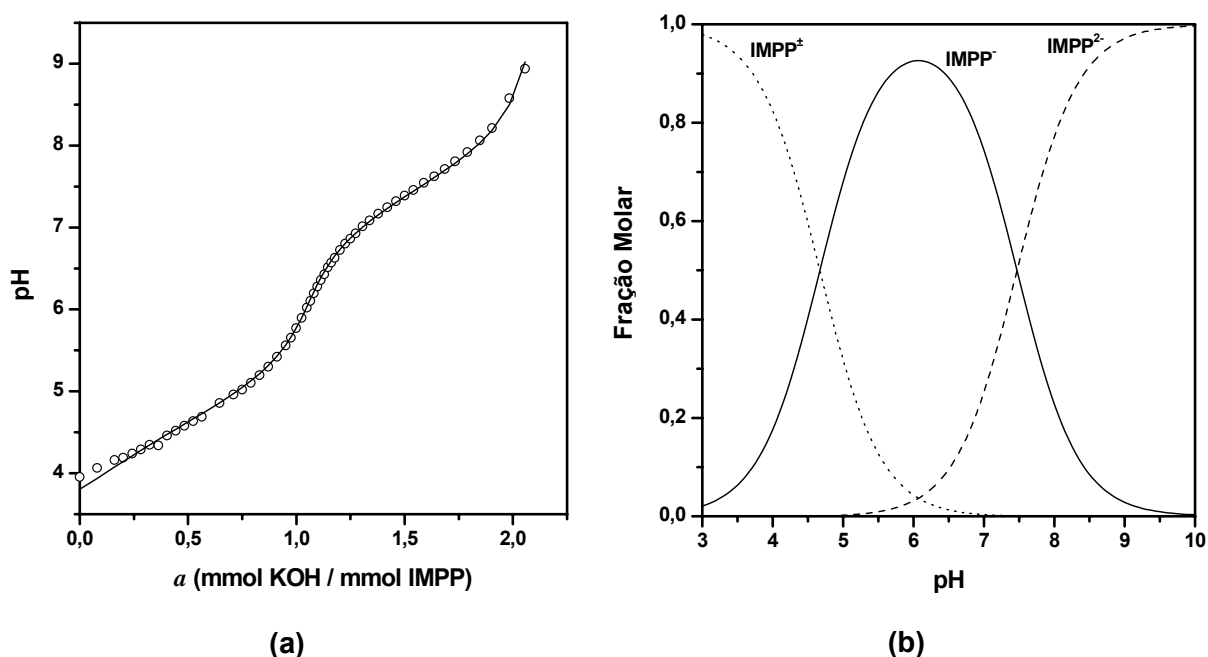 9
8
7
6
5
4
pH
0,0 0,5 1,0 1,5 2,0
a (mmol KOH / mmol IMPP)
(a)
IMPP± IMPP- IMPP2-
1,0
0,8
0,6
0,4
0,2
0,0
Fração Molar
3 4 5 6 7 8 9 10
pH
(b)